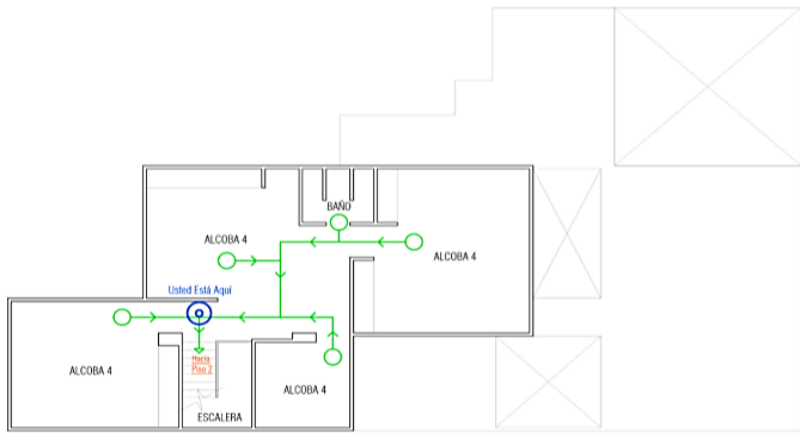 BAÑO
ALCOBA 4
ALCOBA 4
Usted Está Aquí
Hacia
Piso 2
ALCOBA 4
ALCOBA 4
ESCALERA